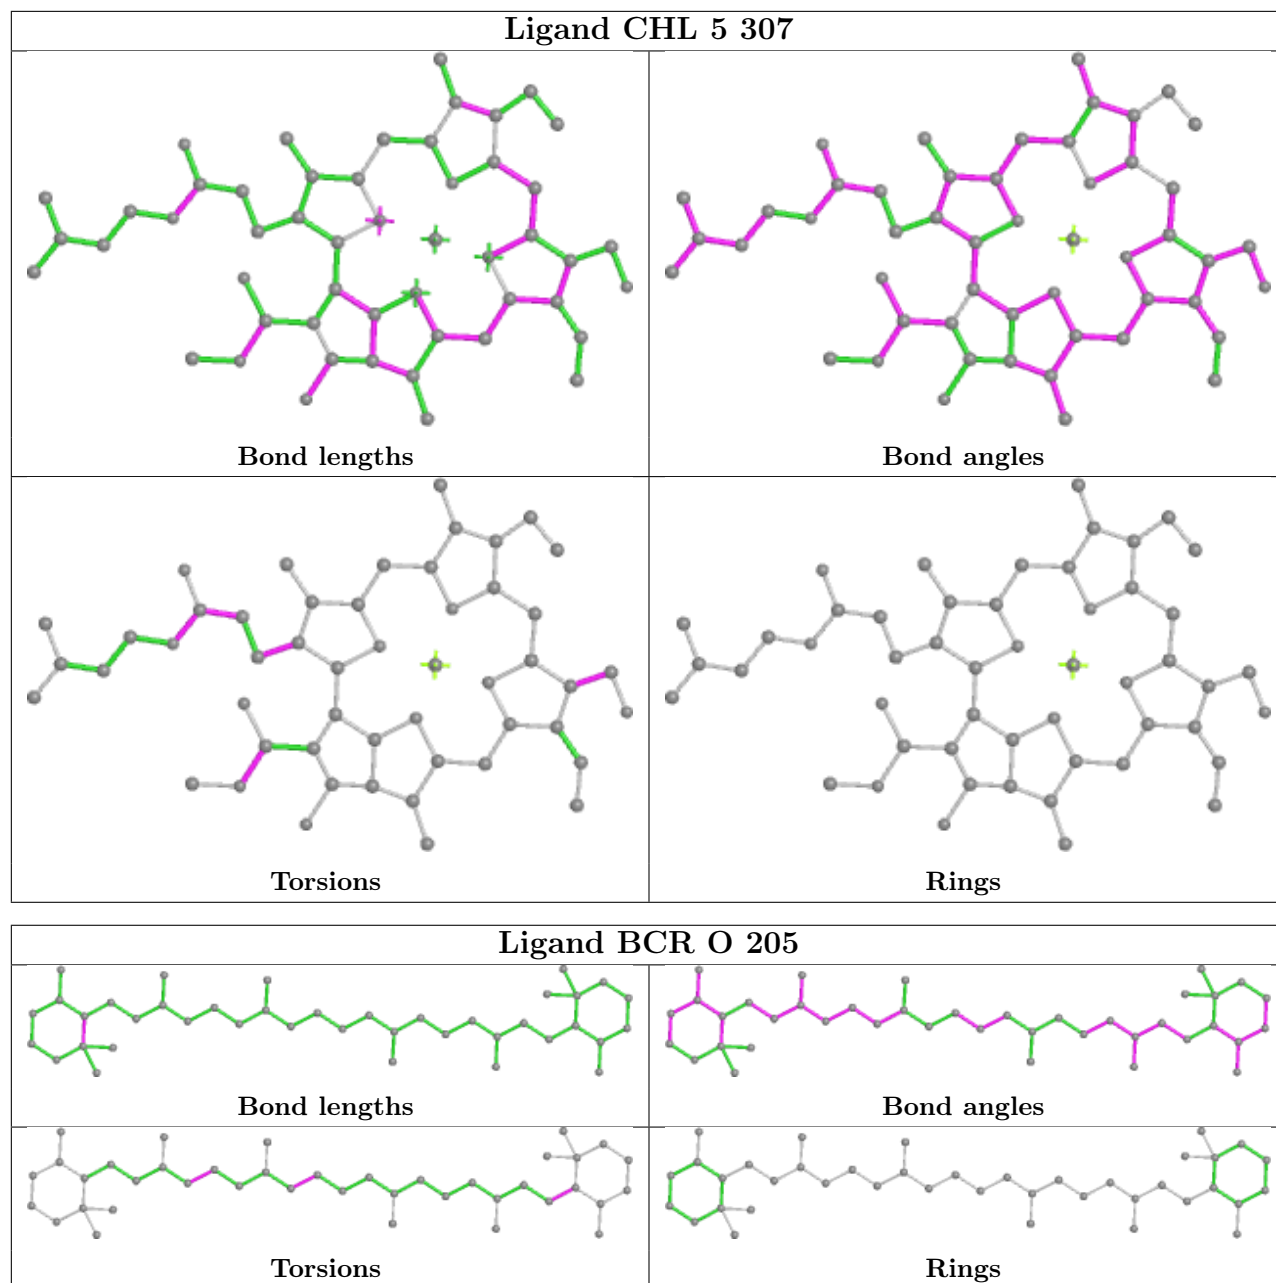 Ligand CHL 5 307
Bond lengths
Bond angles
Torsions
Rings
Ligand BCR O 205
Bond lengths
Bond angles
Torsions
Rings